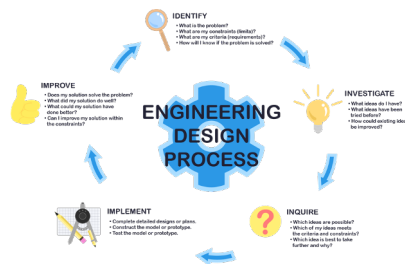 IDENTIFY
• What is the problem?
• What are my constraints (limits)?
• What are my criteria (requirements)?
• How will I know if the problem is solved?
INVESTIGATE
• What ideas do I have?
• What ideas have been
tried before?
• How could existing
be improved?
INQUIRE
• Which ideas are possible?
• Which of my ideas meets
the criteria and constraints?
• Which idea is best to take
further and why?
IMPLEMENT
• Complete detailed designs or plans.
• Construct the model or prototype.
• Test the model or prototype.
IMPROVE
• Does my solution solve the problem?
• What did my solution do well?
• What could my solution have
done better?
• Can I improve my solution within
the constraints?
ENGINEERING
DESIGN
PROCESS
?